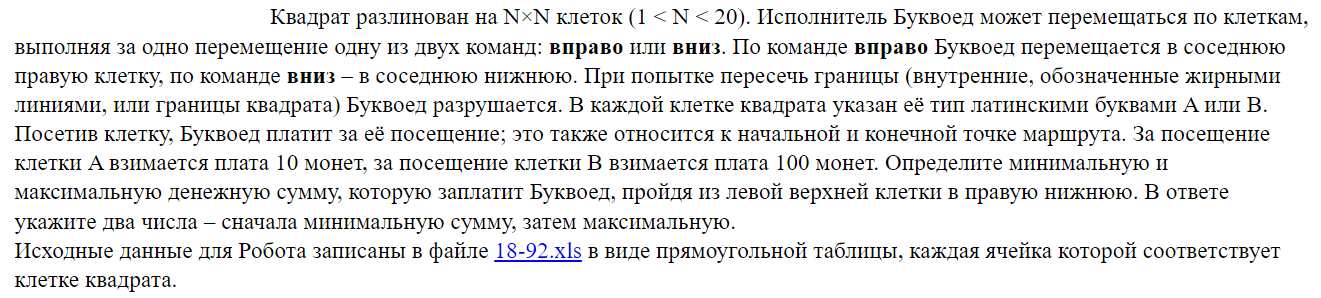 Квадрат разлинован на N×N клеток (1 < N < 20). Исполнитель Буквоед может перемещаться по клеткам,
выполняя за одно перемещение одну из двух команд: вправо или вниз. По команде вправо Буквоед перемещается в соседнюю
правую клетку, по команде вниз – в соседнюю нижнюю. При попытке пересечь границы (внутренние, обозначенные жирными
линиями, или границы квадрата) Буквоед разрушается. В каждой клетке квадрата указан её тип латинскими буквами A или B.
Посетив клетку, Буквоед платит за её посещение; это также относится к начальной и конечной точке маршрута. За посещение
клетки A взимается плата 10 монет, за посещение клетки B взимается плата 100 монет. Определите минимальную и
максимальную денежную сумму, которую заплатит Буквоед, пройдя из левой верхней клетки в правую нижнюю. В ответе
укажите два числа – сначала минимальную сумму, затем максимальную.
Исходные данные для Робота записаны в файле 18-92.xls в виде прямоугольной таблицы, каждая ячейка которой соответствует
клетке квадрата.